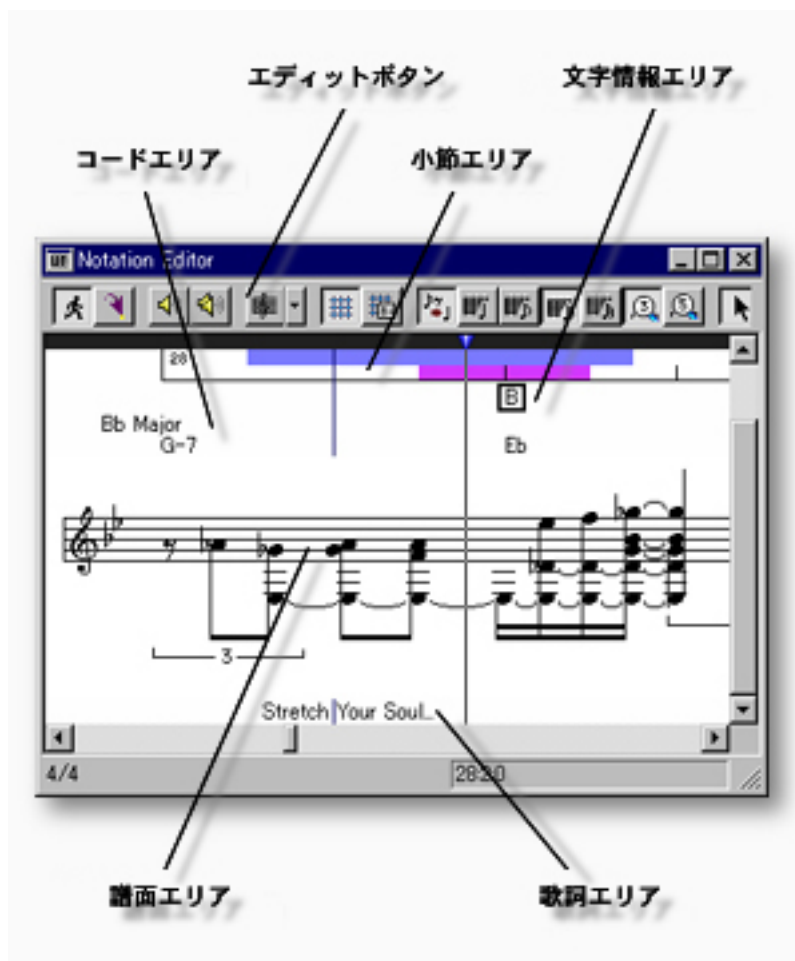 エディットボタン 文字情報エリア
コードエリア 小節エリア
Notation Editor
28
B
Bb Major
G-7 Eb
3
Stretch Your Soul_
4/4 28:2:0
譜面エリア 歌詞エリア